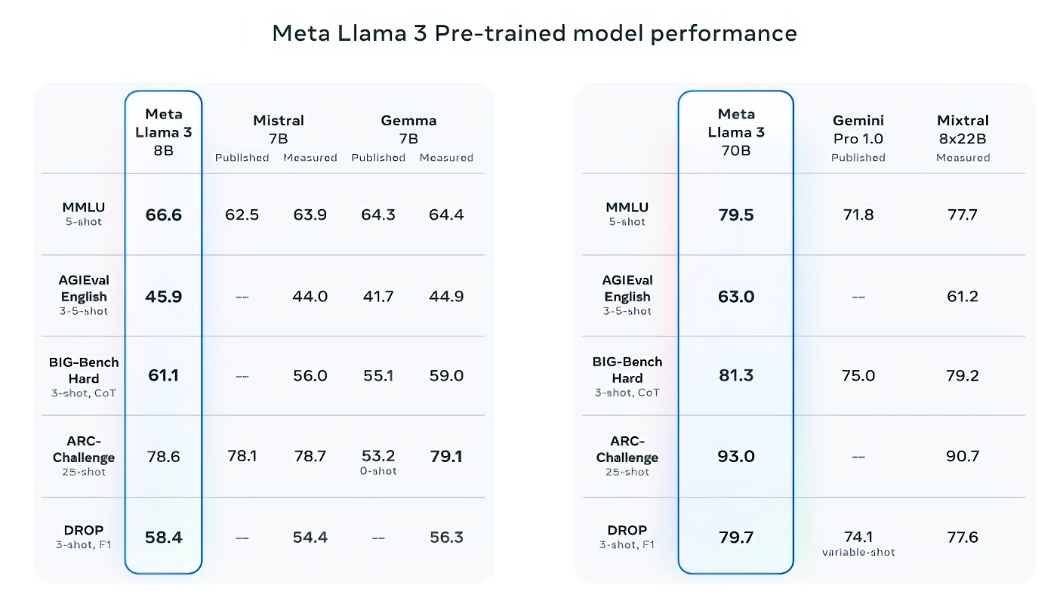 Meta Llama 3 Pre-trained model performance
Meta
Llama 3
8B
Mistral
7B
Gemma
7B
Published Measured Published Measured
MMLU
5-shot
66.6 62.5 63.9 64.3 64.4
AGIEval
English
3-5-shot
45.9 -- 44.0 41.7 44.9
BIG-Bench
Hard
3-shot, CoT
61.1 -- 56.0 55.1 59.0
ARC-
Challenge
25-shot
78.6 78.1 78.7 53.2 79.1
0-shot
DROP
3-shot, F1
58.4 -- 54.4 -- 56.3
Meta
Llama 3
70B
Gemini
Pro 1.0
Published
Mixtral
8x22B
Measured
MMLU
5-shot
79.5 71.8 77.7
AGIEval
English
3-5-shot
63.0 -- 61.2
BIG-Bench
Hard
3-shot, CoT
81.3 75.0 79.2
ARC-
Challenge
25-shot
93.0 -- 90.7
DROP
3-shot, F1
79.7 74.1 77.6
variable-shot